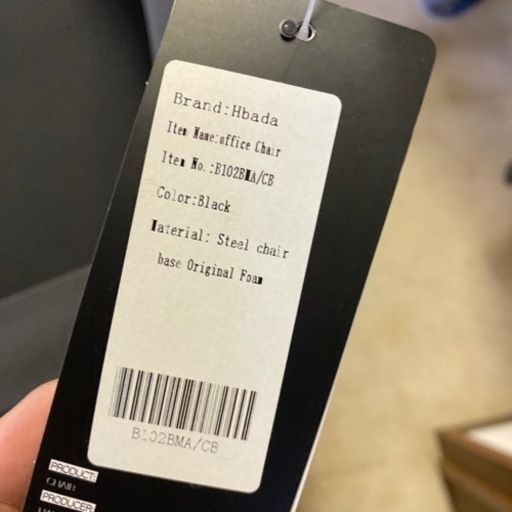 Brand:Hbada
Item Name:office Chair
Item No.:B102BMA/CB
Color:Black
Material: Steel chair
base Original Foam
B102BMA/CB
PRODUCT:
CHAIR
PRODUCER